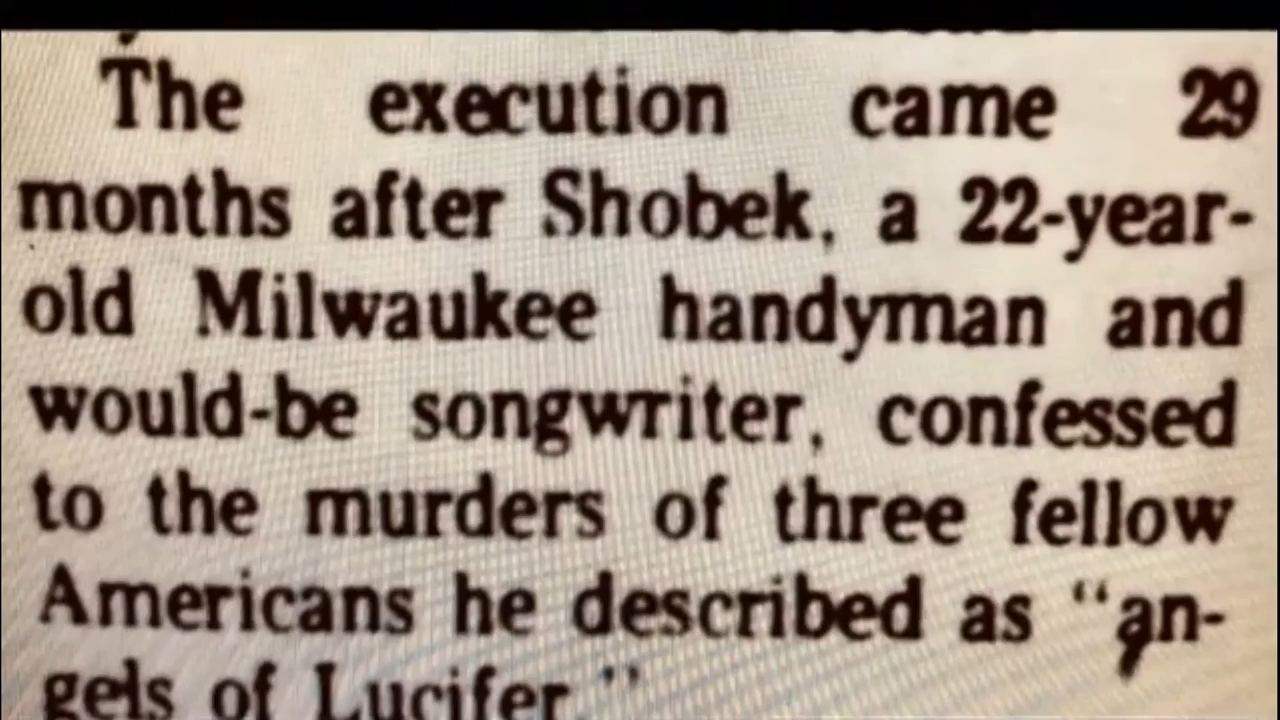 The execution came 29
months after Shobek, a 22-year-
old Milwaukee handyman and
would-be songwriter, confessed
to the murders of three fellow
Americans he described as "an-
gels of Lucifer."